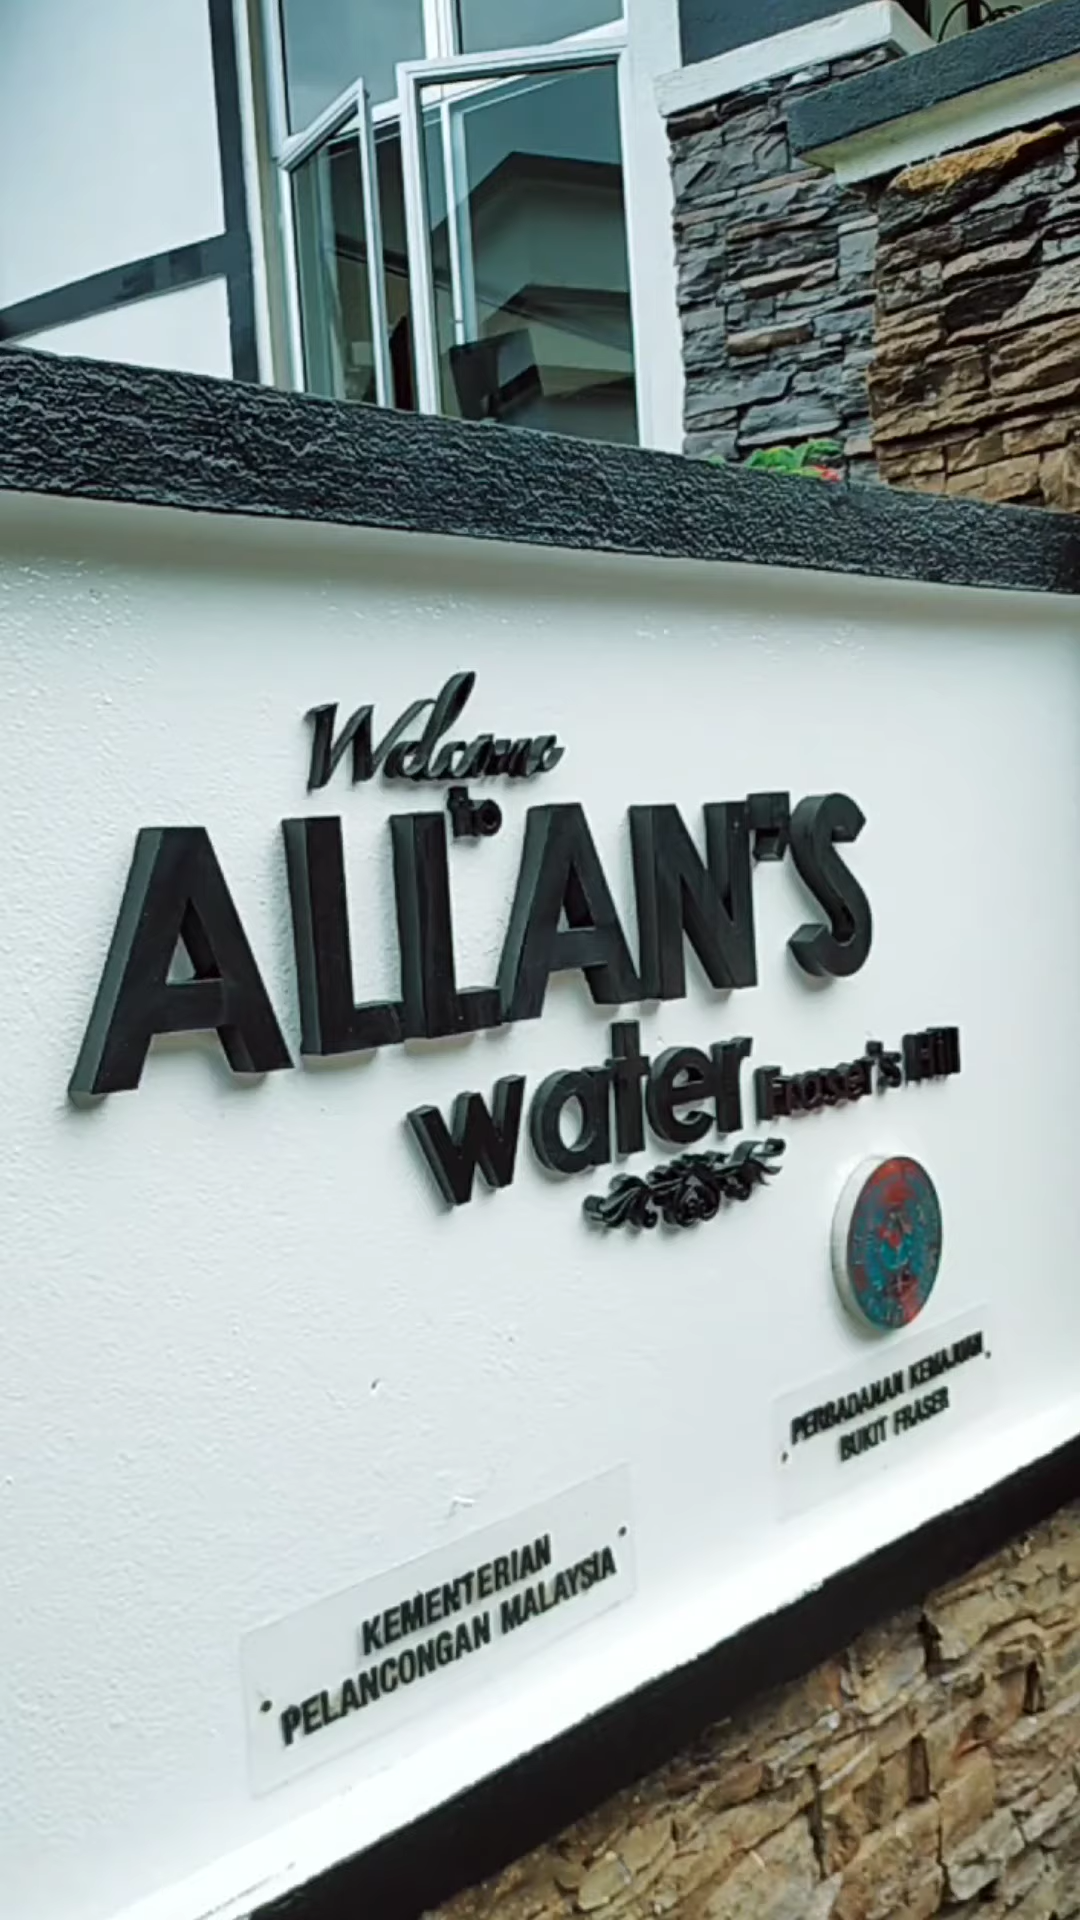 Welcome
to
ALLAN'S
water Fraser's Hill
PERBADANAN KEMAJUAN
BUKIT FRASER
KEMENTERIAN
PELANCONGAN MALAYSIA